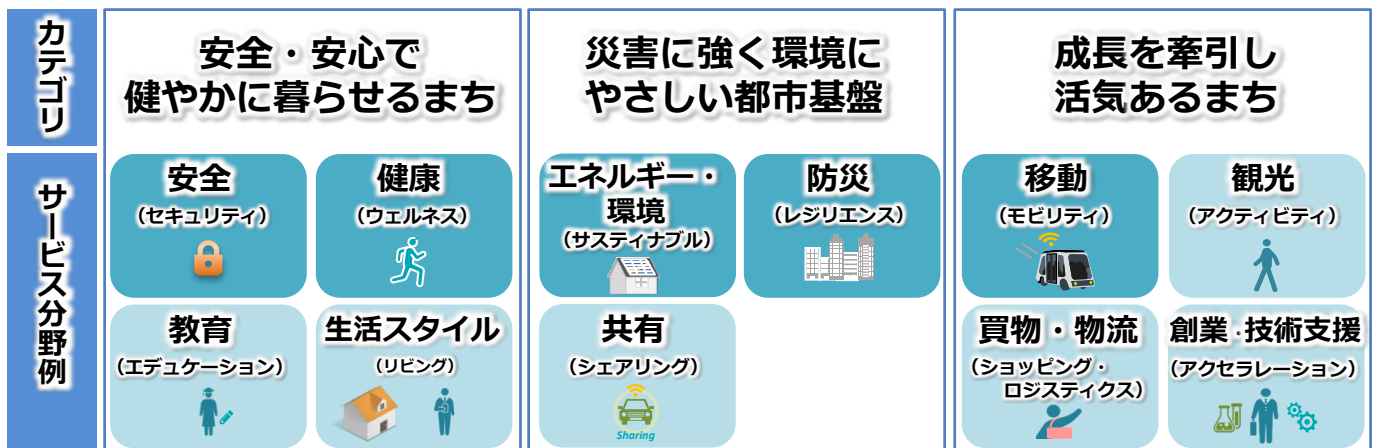 カテゴリ
安全・安心で
健やかに暮らせるまち
災害に強く環境に
やさしい都市基盤
成長を牽引し
活気あるまち
サービス分野例
安全
（セキュリティ）
健康
（ウェルネス）
教育
（エデュケーション）
生活スタイル
（リビング）
エネルギー・
環境
（サスティナブル）
防災
（レジリエンス）
共有
（シェアリング）
Sharing
移動
（モビリティ）
観光
（アクティビティ）
買物・物流
（ショッピング・
ロジスティクス）
創業・技術支援
（アクセラレーション）